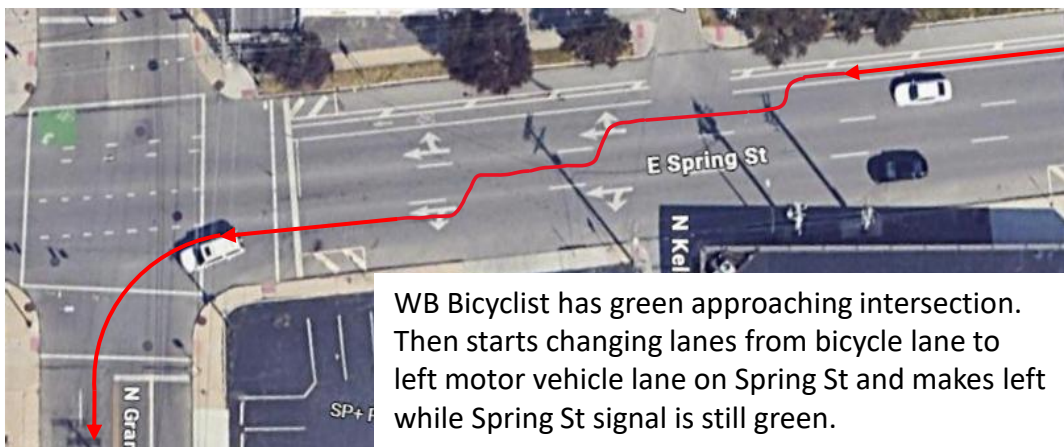 E Spring St
N Kel
N Gran
SP+ P
WB Bicyclist has green approaching intersection.
Then starts changing lanes from bicycle lane to
left motor vehicle lane on Spring St and makes left
while Spring St signal is still green.